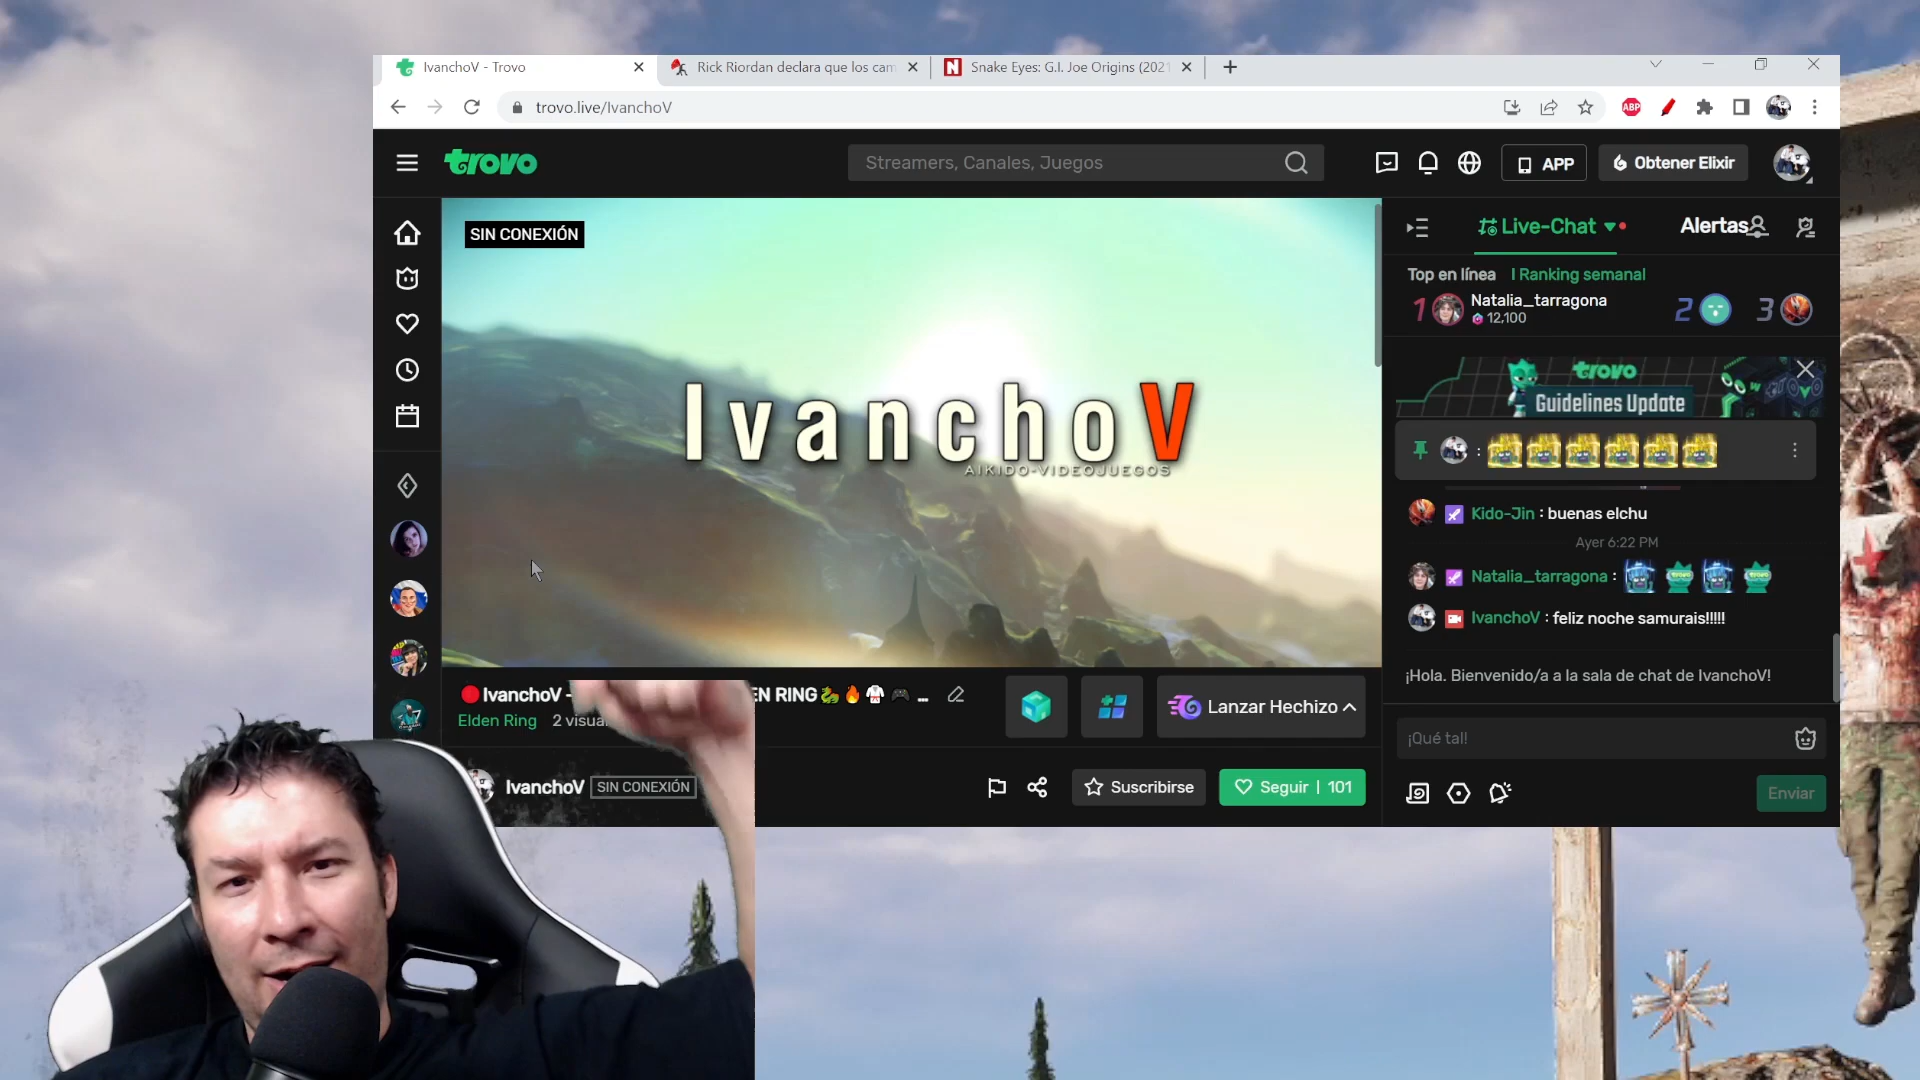 IvanchoV - Trovo
Rick Riordan declara que los cam
Snake Eyes: G.I. Joe Origins (2021
trovo.live/IvanchoV
ABP
trovo
Streamers, Canales, Juegos
APP
Obtener Elixir
SIN CONEXIÓN
IvanchoV
AIKIDO-VIDEOJUEGOS
Live-Chat
Alertas
Top en línea | Ranking semanal
1 Natalia_tarragona
12,100
2
3
trovo
Guidelines Update
:
Kido-Jin : buenas elchu
Ayer 6:22 PM
Natalia_tarragona :
IvanchoV : feliz noche samurais!!!!!
¡Hola. Bienvenido/a a la sala de chat de IvanchoV!
¡Qué tal!
Enviar
IvanchoV - EN RING ...
Elden Ring 2 visua
Lanzar Hechizo
IvanchoV SIN CONEXIÓN
Suscribirse
Seguir | 101